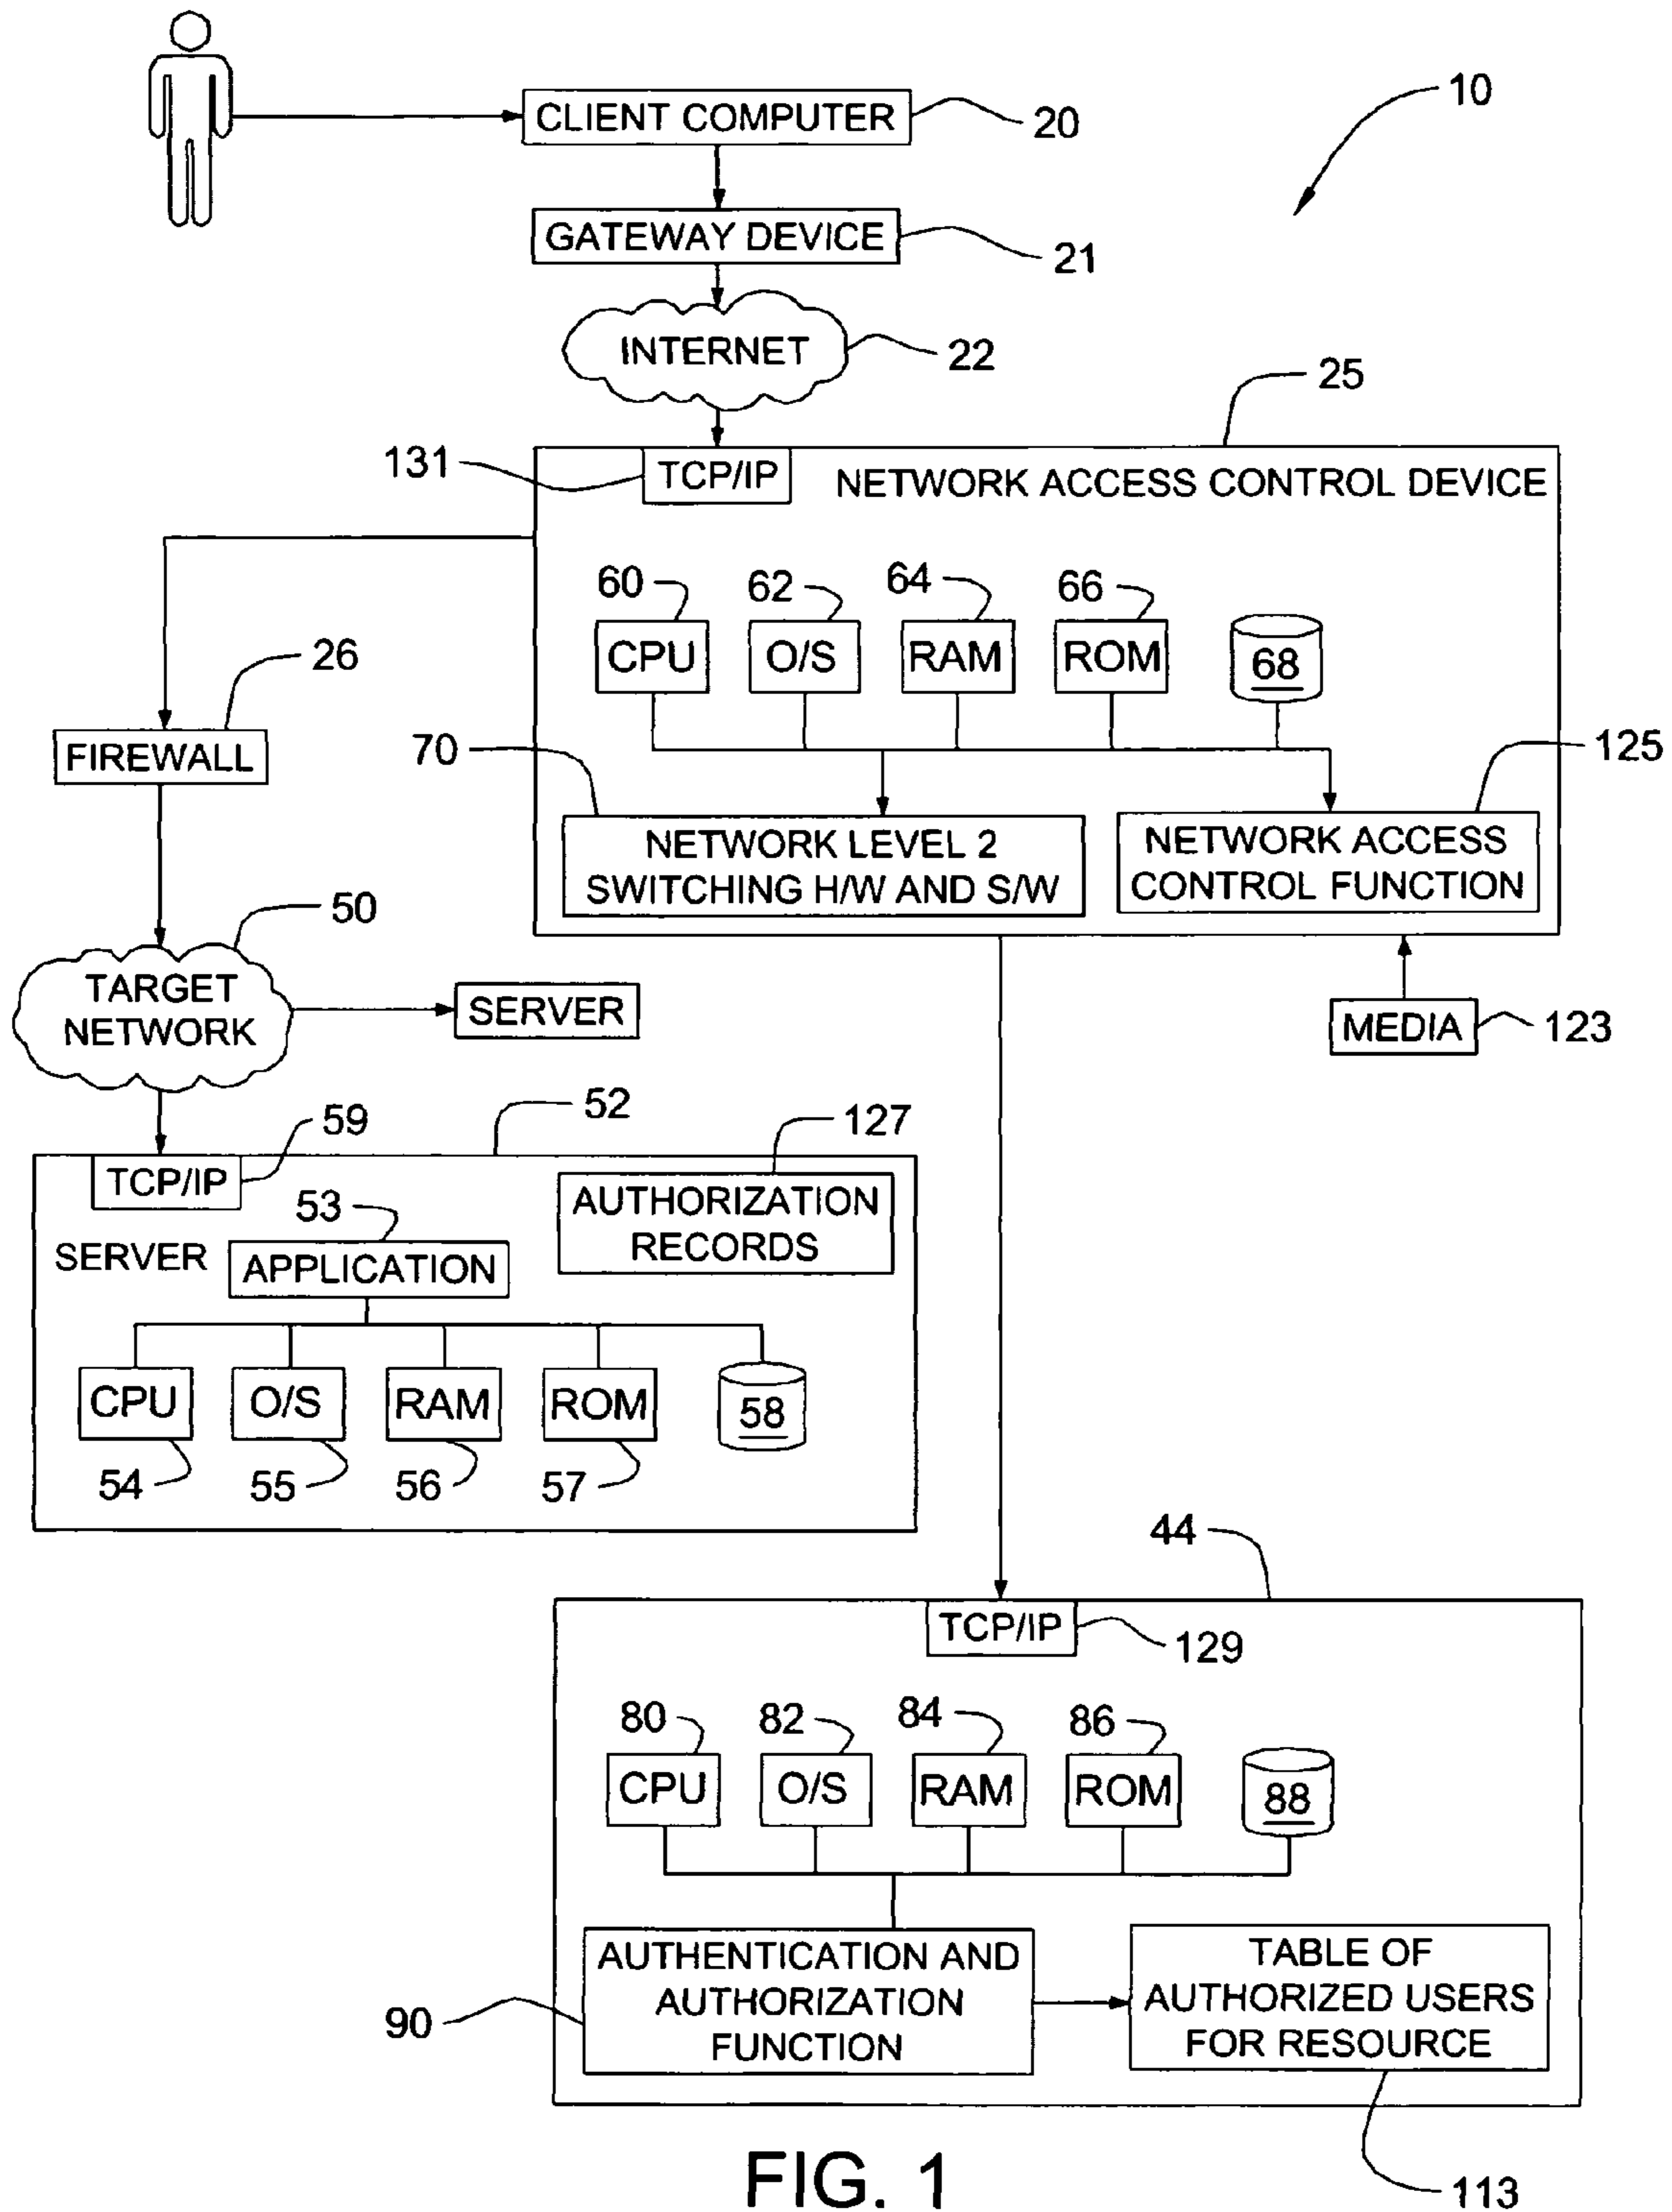 10
CLIENT COMPUTER
20
GATEWAY DEVICE
21
INTERNET
22
25
131
TCP/IP
NETWORK ACCESS CONTROL DEVICE
60
62
64
66
CPU
O/S
RAM
ROM
68
26
FIREWALL
70
125
NETWORK LEVEL 2
SWITCHING H/W AND S/W
NETWORK ACCESS
CONTROL FUNCTION
50
TARGET
NETWORK
SERVER
MEDIA
123
59
52
127
TCP/IP
53
AUTHORIZATION
RECORDS
SERVER
APPLICATION
CPU
O/S
RAM
ROM
58
54
55
56
57
44
TCP/IP
129
80
82
84
86
CPU
O/S
RAM
ROM
88
AUTHENTICATION AND
AUTHORIZATION
FUNCTION
90
TABLE OF
AUTHORIZED USERS
FOR RESOURCE
113
FIG. 1